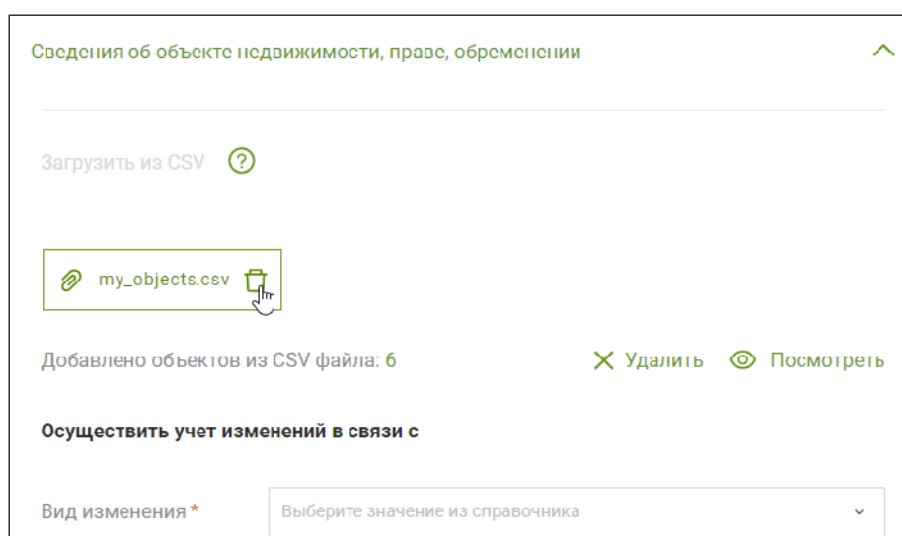 Сведения об объекте недвижимости, праве, обременении
Загрузить из CSV ?
my_objects.csv
Добавлено объектов из CSV файла: 6 Удалить Посмотреть
Осуществить учет изменений в связи с
Вид изменения * Выберите значение из справочника